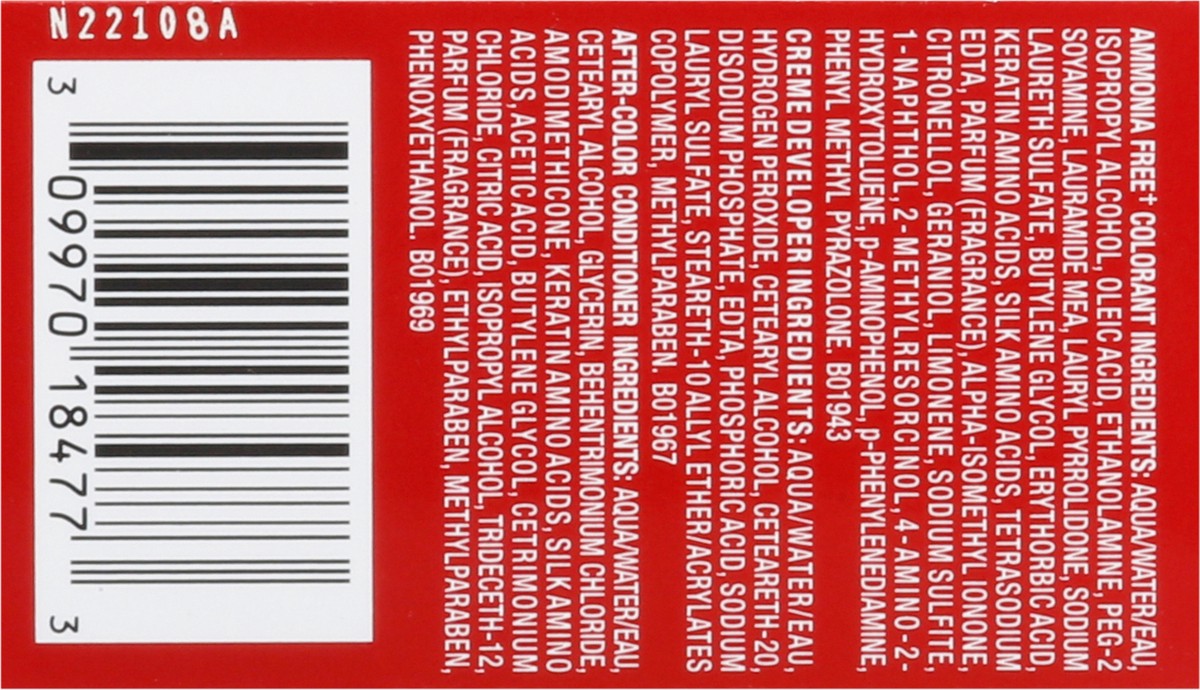 N22108A
AMMONIA FREE† COLORANT INGREDIENTS: AQUA/WATER/EAU,
ISOPROPYL ALCOHOL, OLEIC ACID, ETHANOLAMINE, PEG-2
SOYAMINE, LAURAMIDE MEA, LAURYL PYRROLIDONE, SODIUM
LAURETH SULFATE, BUTYLENE GLYCOL, ERYTHORBIC ACID,
KERATIN AMINO ACIDS, SILK AMINO ACIDS, TETRASODIUM
EDTA, PARFUM (FRAGRANCE), ALPHA-ISOMETHYL IONONE,
CITRONELLOL, GERANIOL, LIMONENE, SODIUM SULFITE,
1-NAPHTHOL, 2-METHYLRESORCINOL, 4-AMINO-2-
HYDROXYTOLUENE, p-AMINOPHENOL, p-PHENYLENEDIAMINE,
PHENYL METHYL PYRAZOLONE. B01943
CREME DEVELOPER INGREDIENTS: AQUA/WATER/EAU,
HYDROGEN PEROXIDE, CETEARYL ALCOHOL, CETEARETH-20,
DISODIUM PHOSPHATE, EDTA, PHOSPHORIC ACID, SODIUM
LAURYL SULFATE, STEARETH-10 ALLYL ETHER/ACRYLATES
COPOLYMER, METHYLPARABEN. B01967
AFTER-COLOR CONDITIONER INGREDIENTS: AQUA/WATER/EAU,
CETEARYL ALCOHOL, GLYCERIN, BEHENTRIMONIUM CHLORIDE,
AMODIMETHICONE, KERATIN AMINO ACIDS, SILK AMINO
ACIDS, ACETIC ACID, BUTYLENE GLYCOL, CETRIMONIUM
CHLORIDE, CITRIC ACID, ISOPROPYL ALCOHOL, TRIDECETH-12,
PARFUM (FRAGRANCE), ETHYLPARABEN, METHYLPARABEN,
PHENOXYETHANOL. B01969
3 09970 18477 3